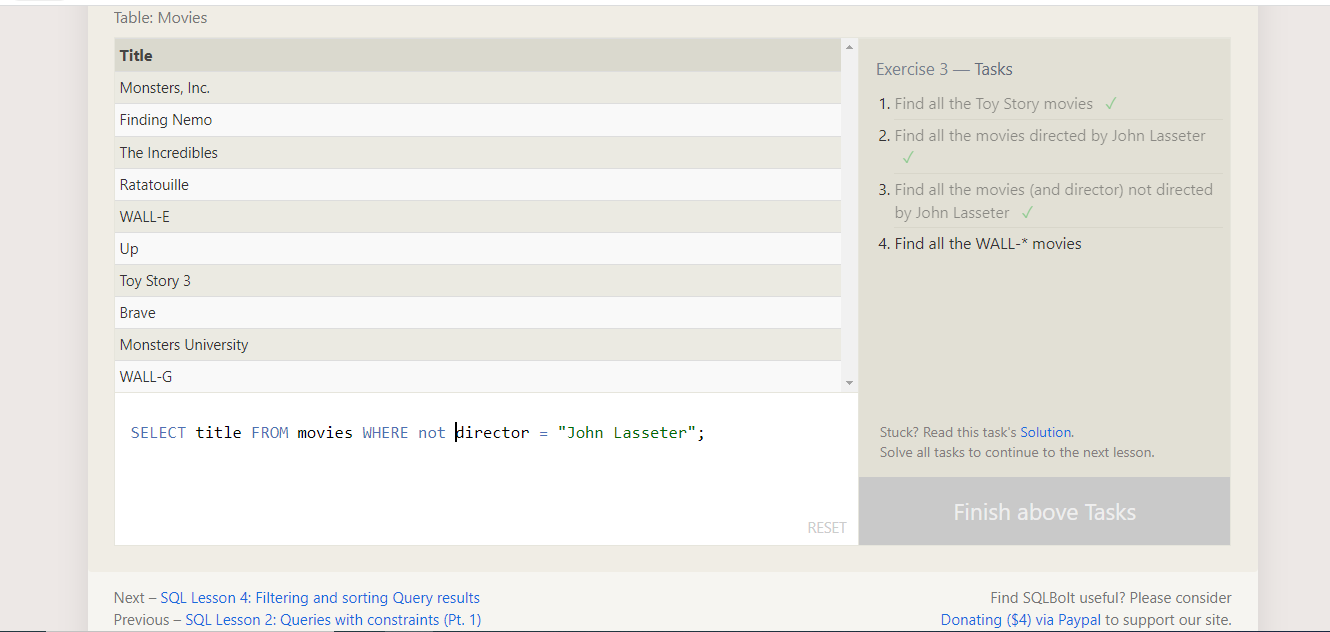 Table: Movies
Title
Monsters, Inc.
Finding Nemo
The Incredibles
Ratatouille
WALL-E
Up
Toy Story 3
Brave
Monsters University
WALL-G
SELECT title FROM movies WHERE not director = "John Lasseter";
RESET
Exercise 3 — Tasks
1. Find all the Toy Story movies ✓
2. Find all the movies directed by John Lasseter
✓
3. Find all the movies (and director) not directed
by John Lasseter ✓
4. Find all the WALL-* movies
Stuck? Read this task's Solution.
Solve all tasks to continue to the next lesson.
Finish above Tasks
Next – SQL Lesson 4: Filtering and sorting Query results
Previous – SQL Lesson 2: Queries with constraints (Pt. 1)
Find SQLBolt useful? Please consider
Donating ($4) via Paypal to support our site.